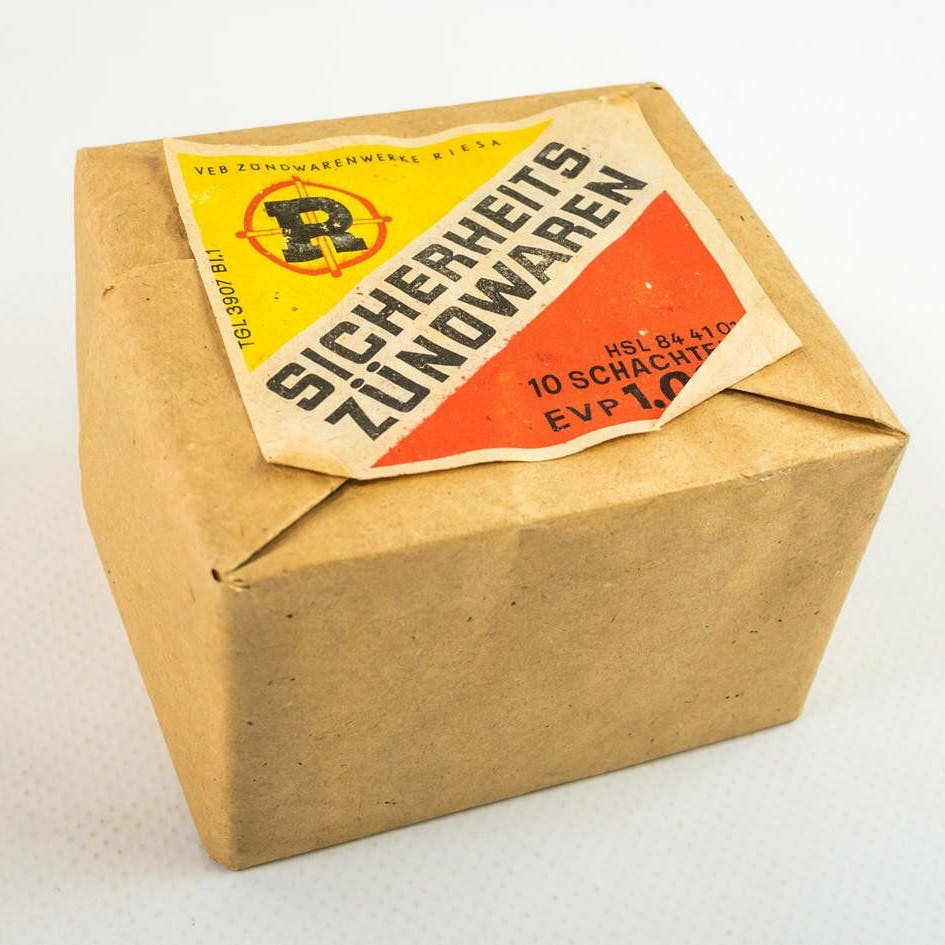 VEB ZÜNDWARENWERKE RIESA
R
TGL 3907 Bl.1
SICHERHEITS
ZÜNDWAREN
HSL 84 41 0
10 SCHACHTE
EVP 1.0